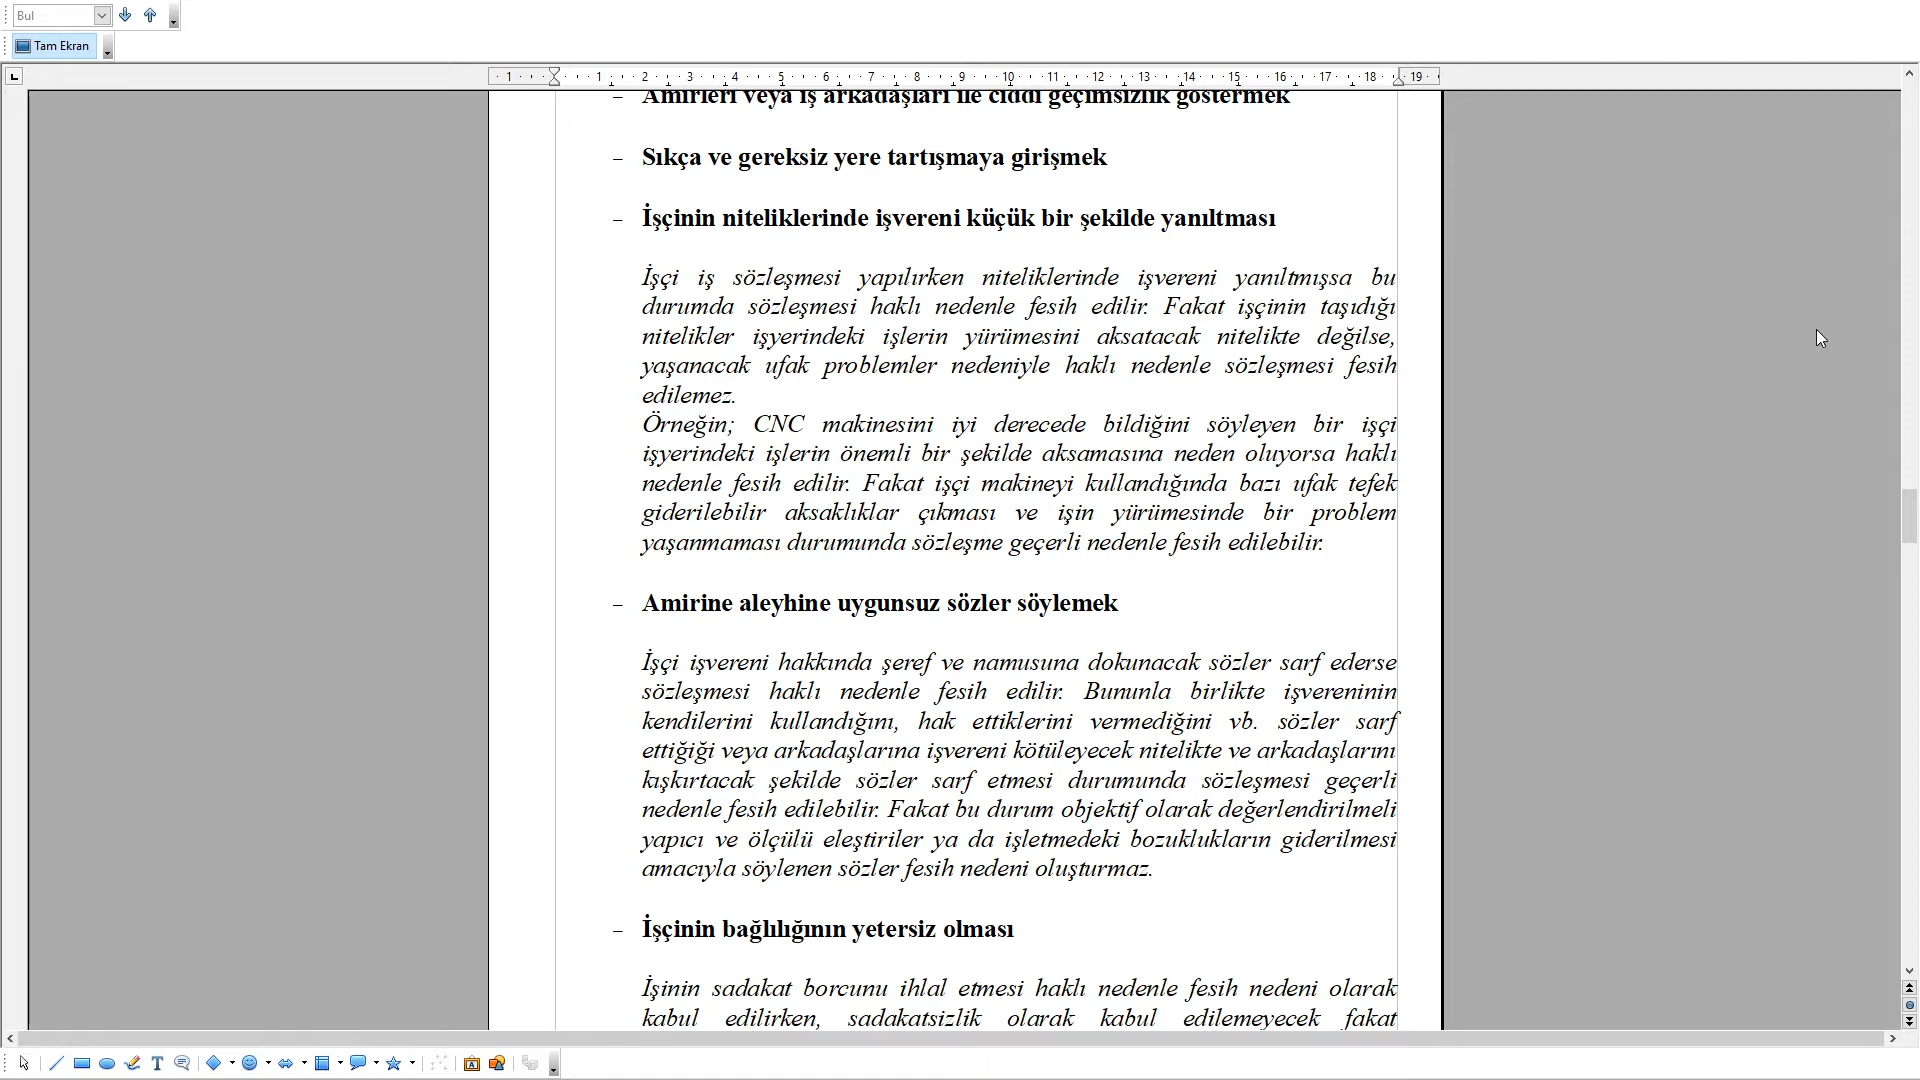 Bul
Tam Ekran
1 1 2 3 4 5 6 7 8 9 10 11 12 13 14 15 16 17 18 19
– Amirleri veya iş arkadaşları ile ciddi geçimsizlik göstermek
– Sıkça ve gereksiz yere tartışmaya girişmek
– İşçinin niteliklerinde işvereni küçük bir şekilde yanıltması
İşçi iş sözleşmesi yapılırken niteliklerinde işvereni yanıltmışsa bu
durumda sözleşmesi haklı nedenle fesih edilir. Fakat işçinin taşıdığı
nitelikler işyerindeki işlerin yürümesini aksatacak nitelikte değilse,
yaşanacak ufak problemler nedeniyle haklı nedenle sözleşmesi fesih
edilemez.
Örneğin; CNC makinesini iyi derecede bildiğini söyleyen bir işçi
işyerindeki işlerin önemli bir şekilde aksamasına neden oluyorsa haklı
nedenle fesih edilir. Fakat işçi makineyi kullandığında bazı ufak tefek
giderilebilir aksaklıklar çıkması ve işin yürümesinde bir problem
yaşanmaması durumunda sözleşme geçerli nedenle fesih edilebilir.
– Amirine aleyhine uygunsuz sözler söylemek
İşçi işvereni hakkında şeref ve namusuna dokunacak sözler sarf ederse
sözleşmesi haklı nedenle fesih edilir. Bununla birlikte işvereninin
kendilerini kullandığını, hak ettiklerini vermediğini vb. sözler sarf
ettiğiği veya arkadaşlarına işvereni kötüleyecek nitelikte ve arkadaşlarını
kışkırtacak şekilde sözler sarf etmesi durumunda sözleşmesi geçerli
nedenle fesih edilebilir. Fakat bu durum objektif olarak değerlendirilmeli
yapıcı ve ölçülü eleştiriler ya da işletmedeki bozuklukların giderilmesi
amacıyla söylenen sözler fesih nedeni oluşturmaz.
– İşçinin bağlılığının yetersiz olması
İşinin sadakat borcunu ihlal etmesi haklı nedenle fesih nedeni olarak
kabul edilirken, sadakatsizlik olarak kabul edilemeyecek fakat